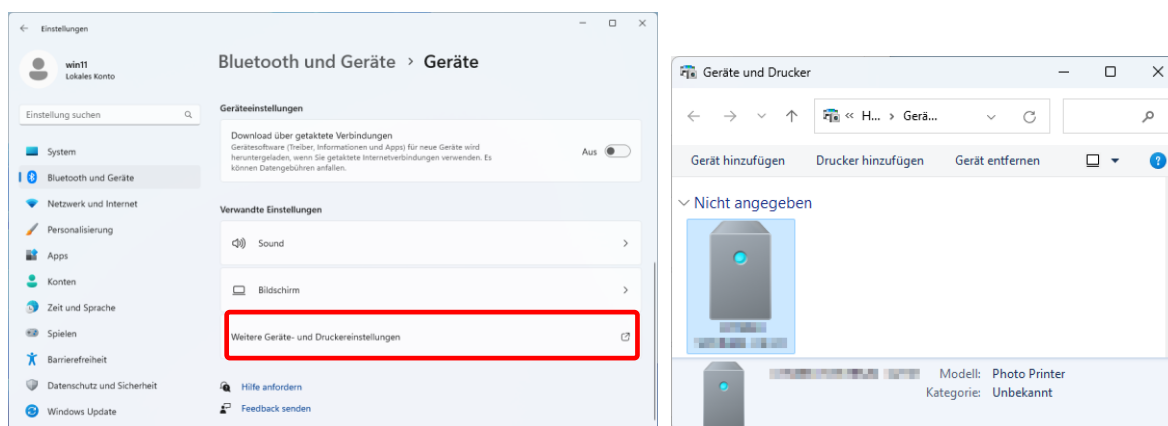 Einstellungen
win11
Lokales Konto
Einstellung suchen
System
Bluetooth und Geräte
Netzwerk und Internet
Personalisierung
Apps
Konten
Zeit und Sprache
Spielen
Barrierefreiheit
Datenschutz und Sicherheit
Windows Update
Bluetooth und Geräte > Geräte
Geräteeinstellungen
Download über getaktete Verbindungen
Gerätesoftware (Treiber, Informationen und Apps) für neue Geräte wird
heruntergeladen, wenn Sie getaktete Internetverbindungen verwenden. Es
können Datengebühren anfallen.
Aus
Verwandte Einstellungen
Sound
Bildschirm
Weitere Geräte- und Druckereinstellungen
Hilfe anfordern
Feedback senden
Geräte und Drucker
« H... > Gerä...
Gerät hinzufügen Drucker hinzufügen Gerät entfernen
Nicht angegeben
Modell: Photo Printer
Kategorie: Unbekannt